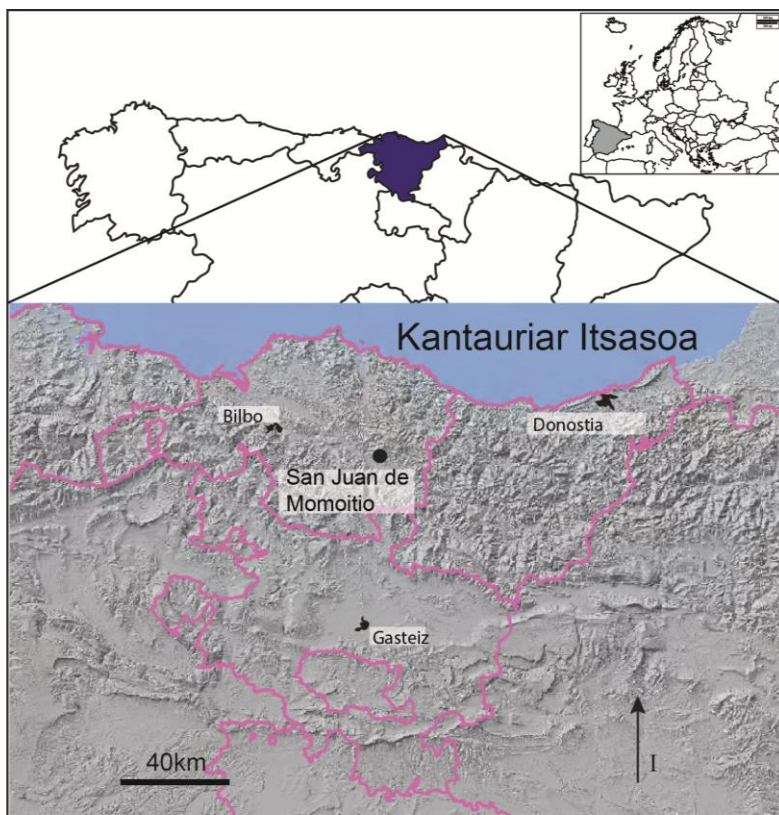 Kantauriar Itsasoa
Bilbo
Donostia
San Juan de
Momoitio
Gasteiz
40km
I